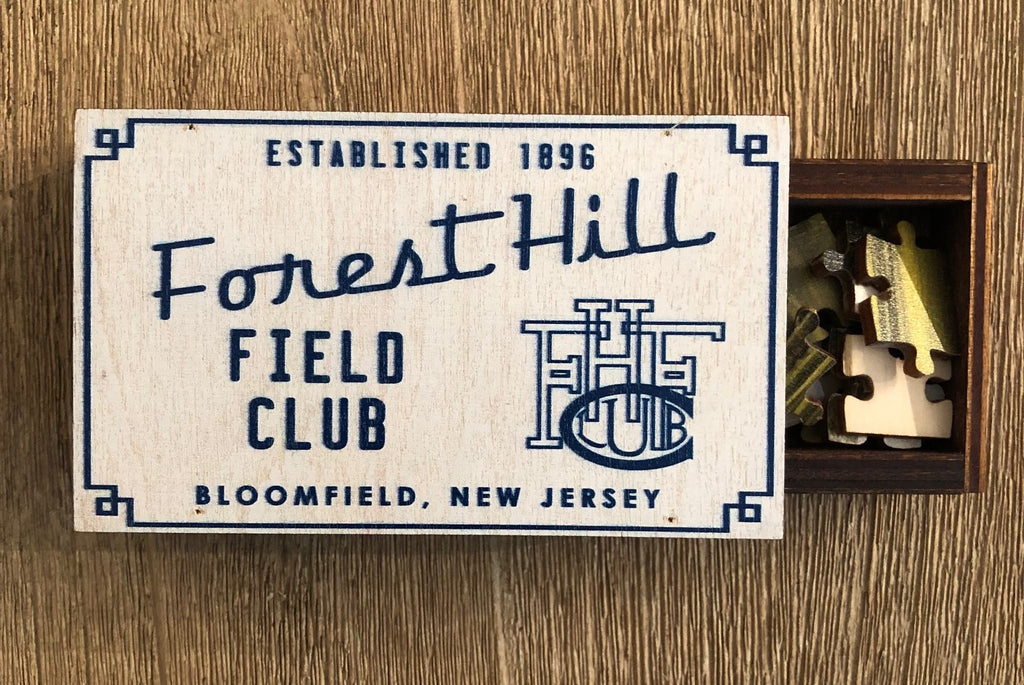 ESTABLISHED 1896
Forest Hill
FIELD
CLUB
FHF
CLUB
BLOOMFIELD, NEW JERSEY